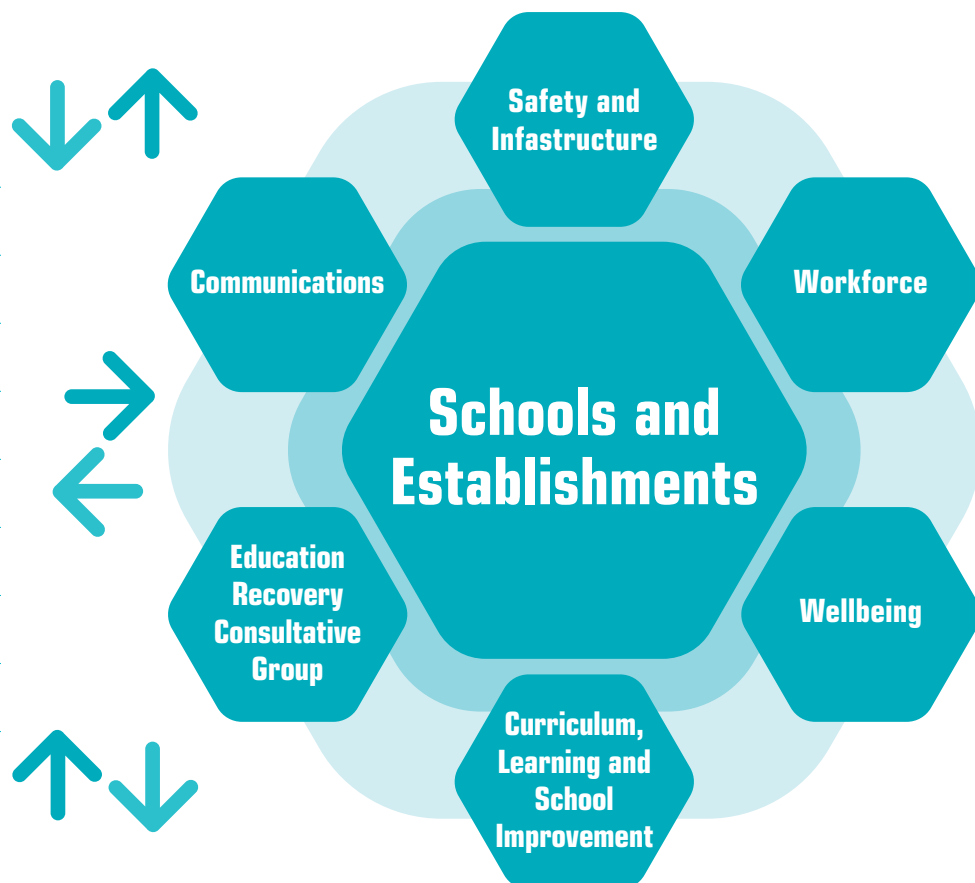 Safety and
Infastructure
Communications
Workforce
Schools and
Establishments
Education
Recovery
Consultative
Group
Wellbeing
Curriculum,
Learning and
School
Improvement